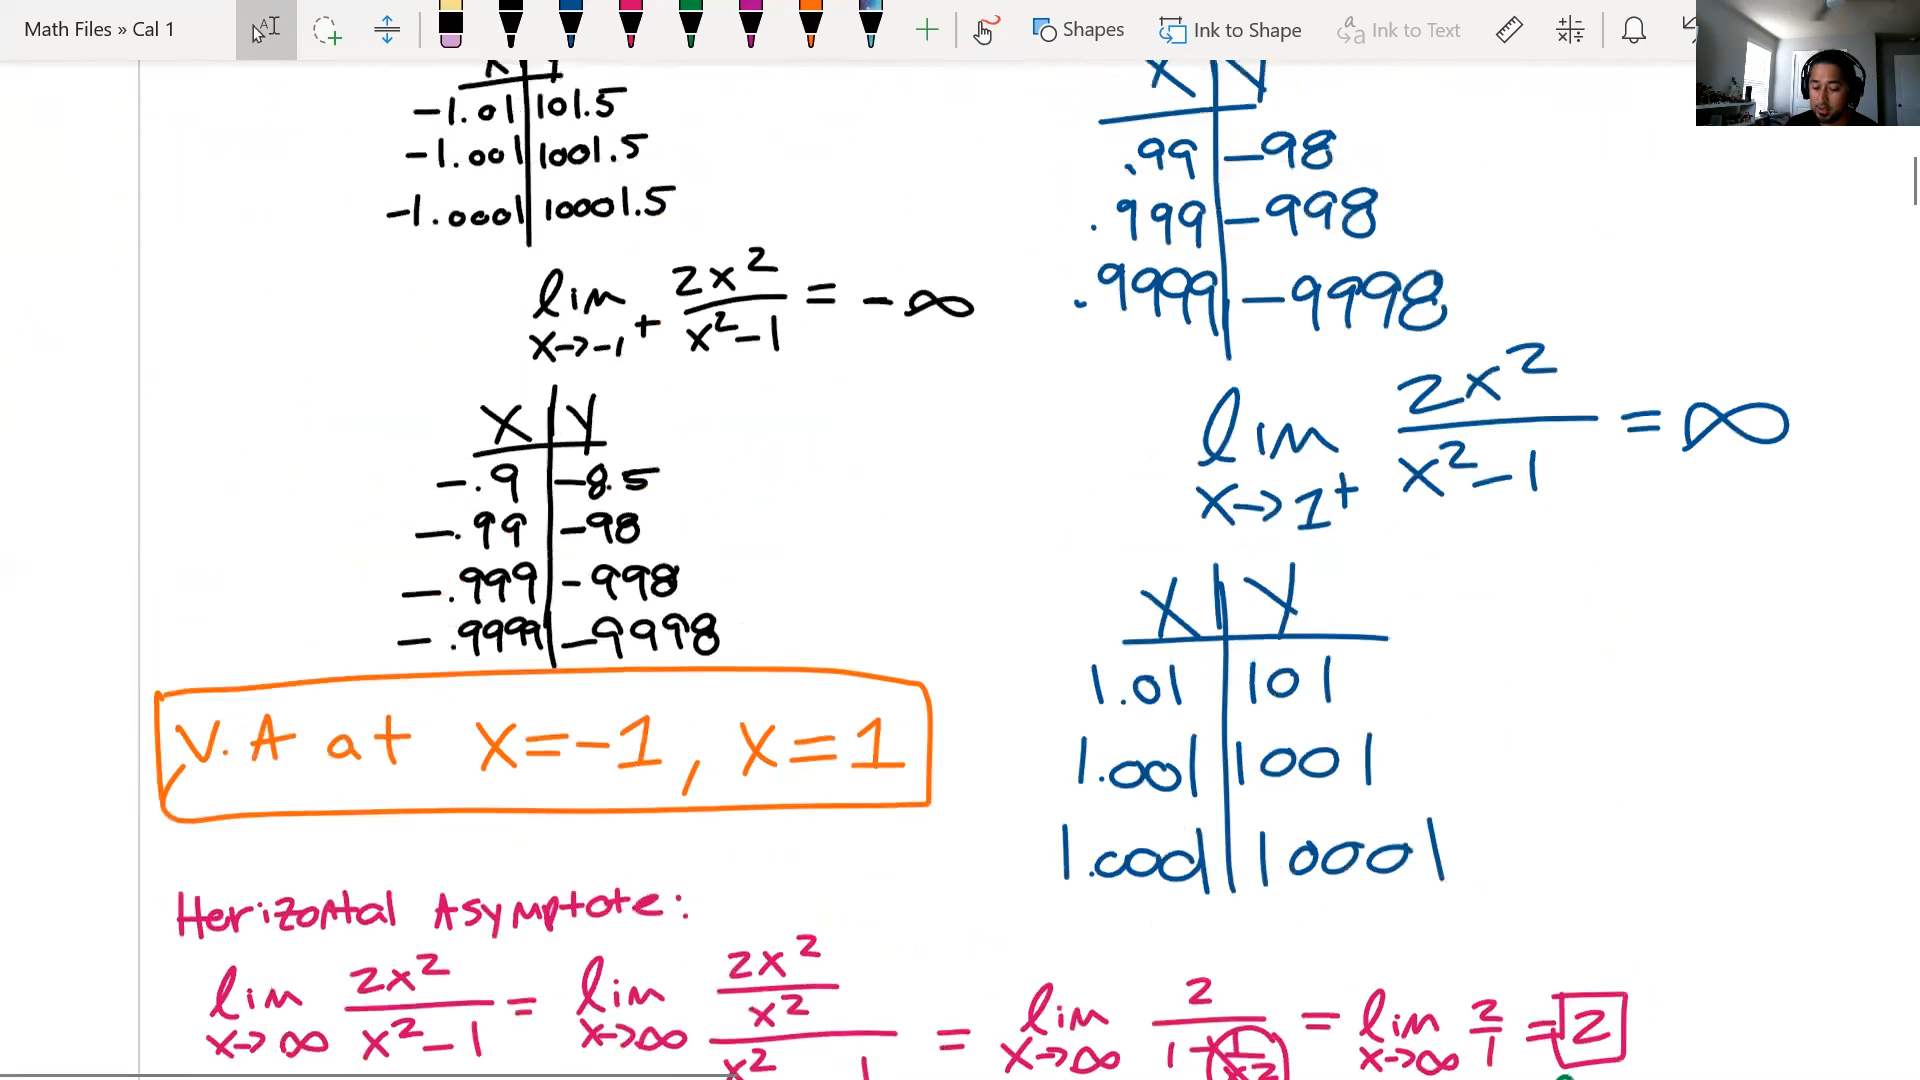 Math Files » Cal 1
Shapes
Ink to Shape
Ink to Text
X Y
-1.01 101.5
-1.001 1001.5
-1.0001 10001.5
lim x→-1⁺ 2x²/x²-1 = -∞
X Y
-.9 -8.5
-.99 -98
-.999 -998
-.9999 -9998
V.A at x=-1, x=1
X Y
.99 -98
.999 -998
.9999 -9998
lim x→1⁺ 2x²/x²-1 = ∞
X Y
1.01 101
1.001 1001
1.0001 10001
Herizontal Asymptote:
lim x→∞ 2x²/x²-1 = lim x→∞ 2x²/x² / x² 1 = lim x→∞ 2/1-1/x² = lim x→∞ 2/1 = 2